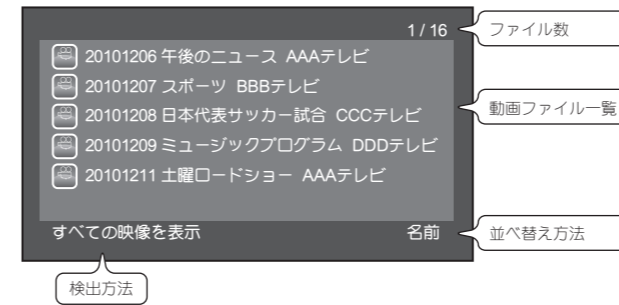 1 / 16
ファイル数
20101206 午後のニュース AAAテレビ
20101207 スポーツ BBBテレビ
20101208 日本代表サッカー試合 CCCテレビ
20101209 ミュージックプログラム DDDテレビ
20101211 土曜ロードショー AAAテレビ
動画ファイル一覧
すべての映像を表示
名前
並べ替え方法
検出方法